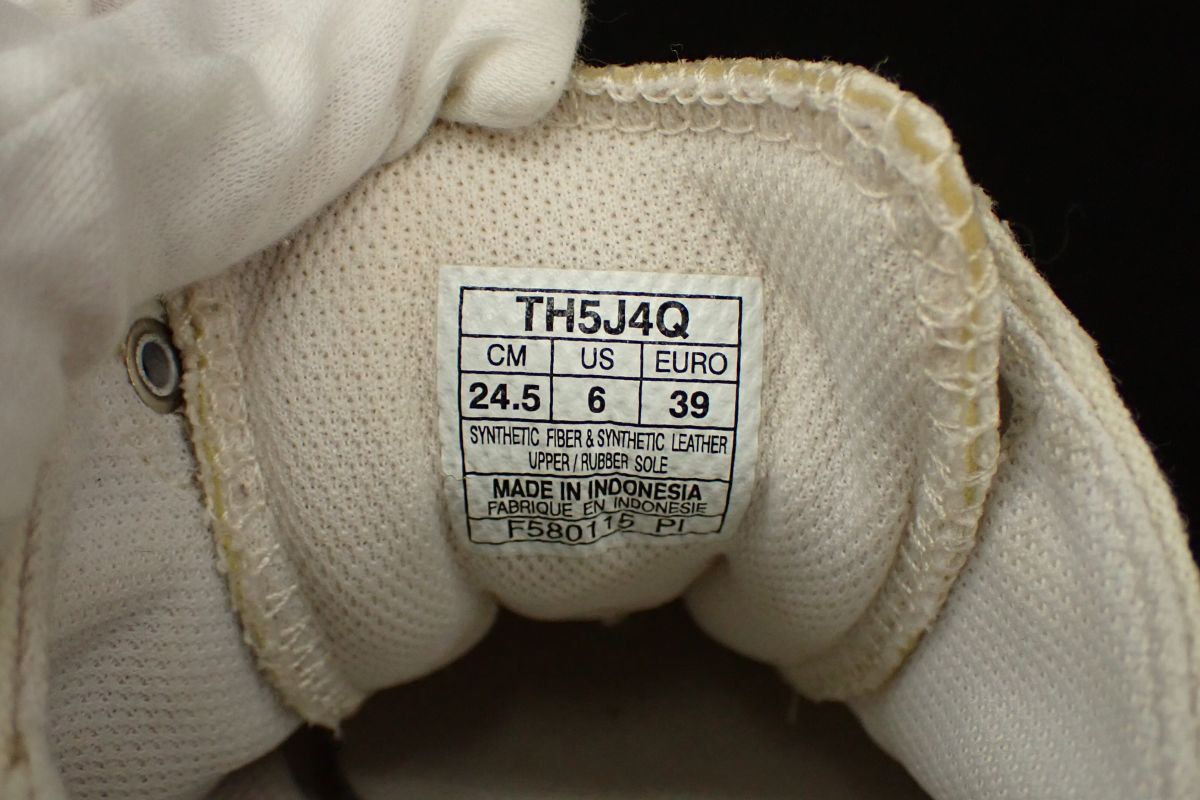 TH5J4Q
CM US EURO
24.5 6 39
SYNTHETIC FIBER & SYNTHETIC LEATHER
UPPER / RUBBER SOLE
MADE IN INDONESIA
FABRIQUE EN INDONESIE
F580115 PI